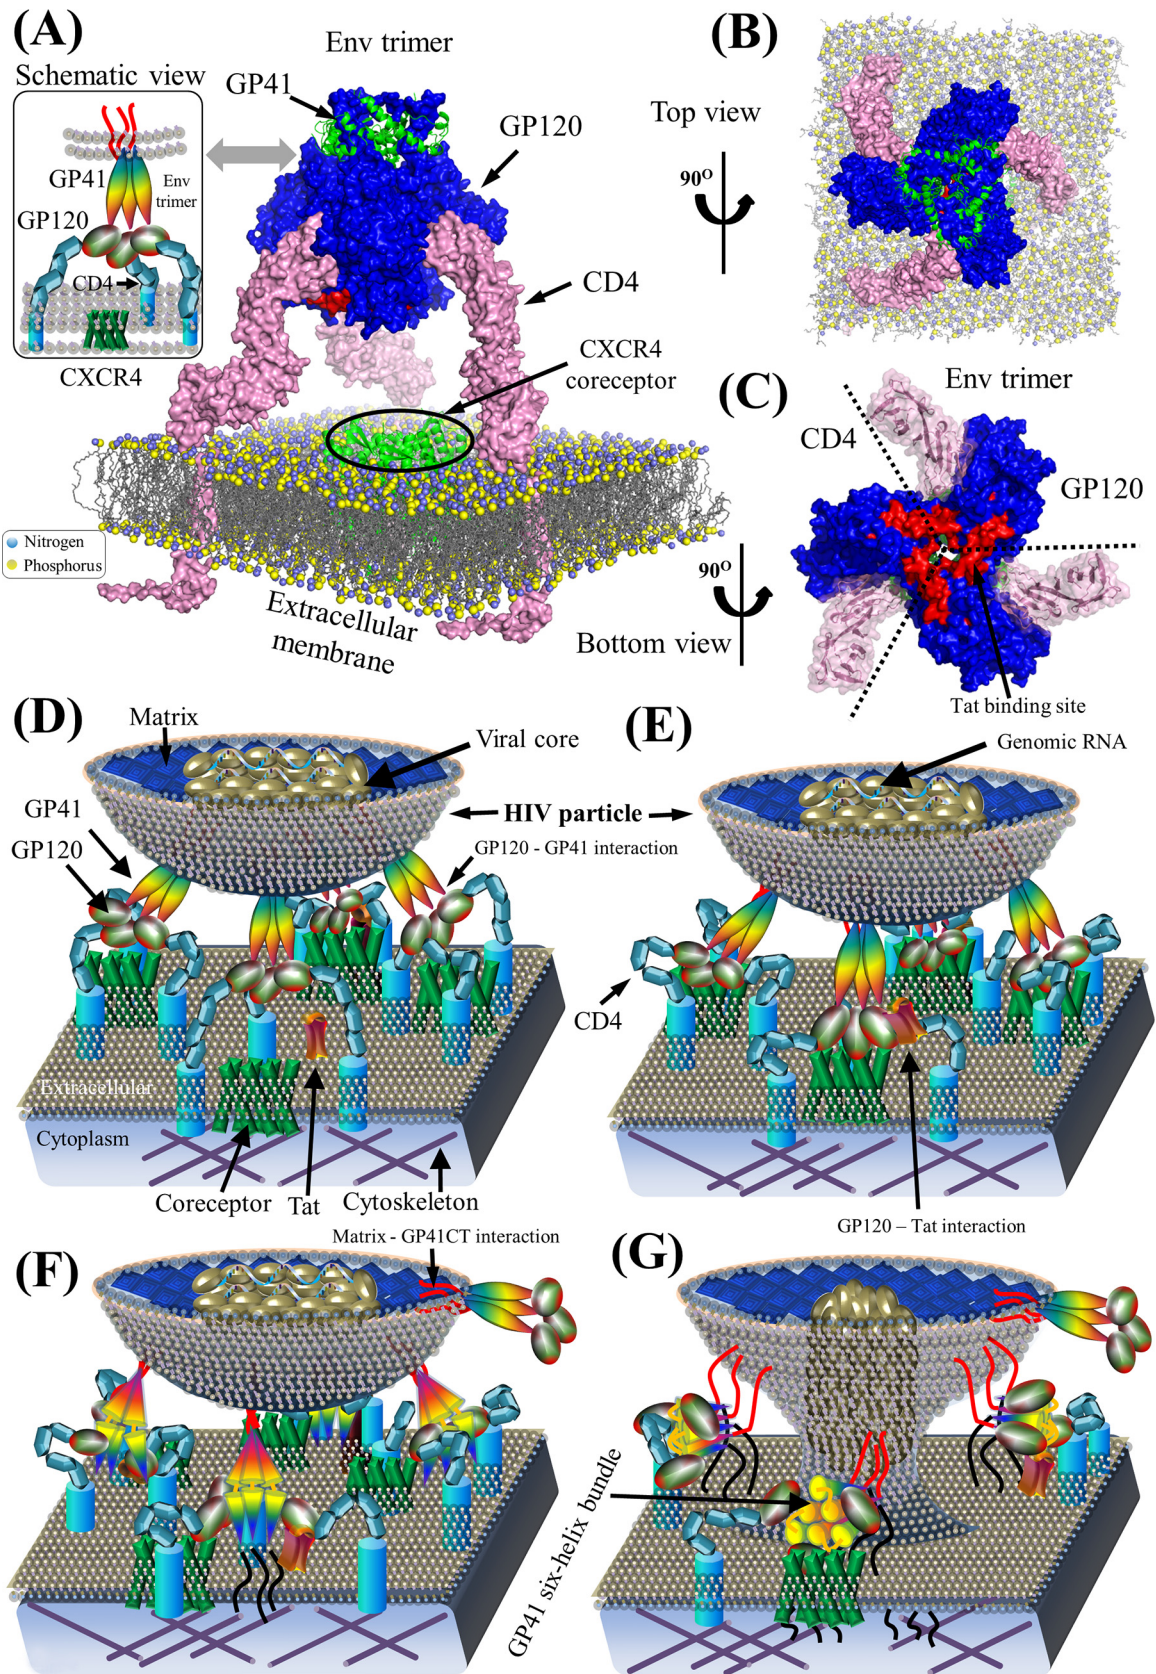 (A)
Env trimer
Schematic view
GP41
GP120
GP41
Env
trimer
GP120
CD4
CXCR4
CD4
CXCR4
coreceptor
Nitrogen
Phosphorus
Extracellular
membrane
(B)
Top view
90O
(C)
Env trimer
CD4
GP120
90O
Bottom view
Tat binding site
(D)
Matrix
Viral core
GP41
GP120
HIV particle
GP120 - GP41 interaction
Extracellular
Cytoplasm
Coreceptor
Tat
Cytoskeleton
(E)
Genomic RNA
CD4
GP120 – Tat interaction
(F)
Matrix - GP41CT interaction
(G)
GP41 six-helix bundle